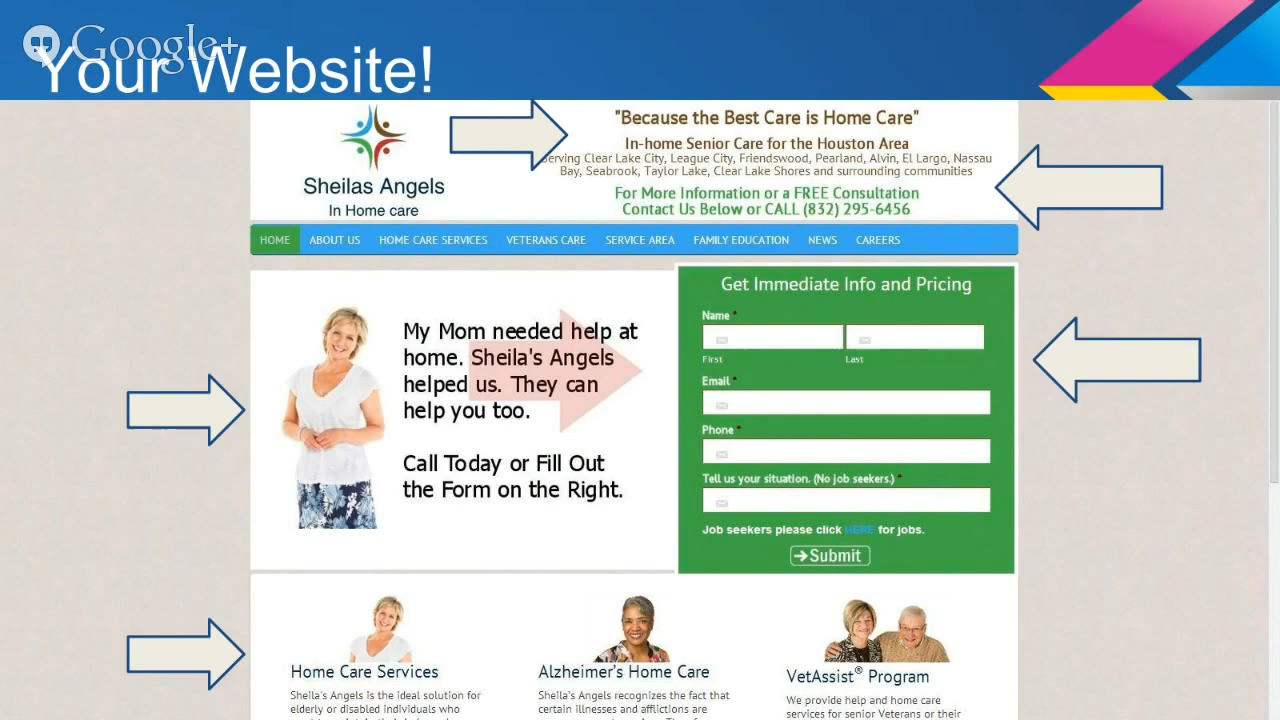 Google+
Your Website!
"Because the Best Care is Home Care"
In-home Senior Care for the Houston Area
Serving Clear Lake City, League City, Friendswood, Pearland, Alvin, El Largo, Nassau
Bay, Seabrook, Taylor Lake, Clear Lake Shores and surrounding communities
For More Information or a FREE Consultation
Contact Us Below or CALL (832) 295-6456
Sheilas Angels
In Home care
HOME ABOUT US HOME CARE SERVICES VETERANS CARE SERVICE AREA FAMILY EDUCATION NEWS CAREERS
My Mom needed help at
home. Sheila's Angels
helped us. They can
help you too.
Call Today or Fill Out
the Form on the Right.
Get Immediate Info and Pricing
Name *
First Last
Email *
Phone *
Tell us your situation. (No job seekers.) *
Job seekers please click HERE for jobs.
Submit
Home Care Services
Sheila's Angels is the ideal solution for
elderly or disabled individuals who
Alzheimer's Home Care
Sheila's Angels recognizes the fact that
certain illnesses and afflictions are
VetAssist® Program
We provide help and home care
services for senior Veterans or their